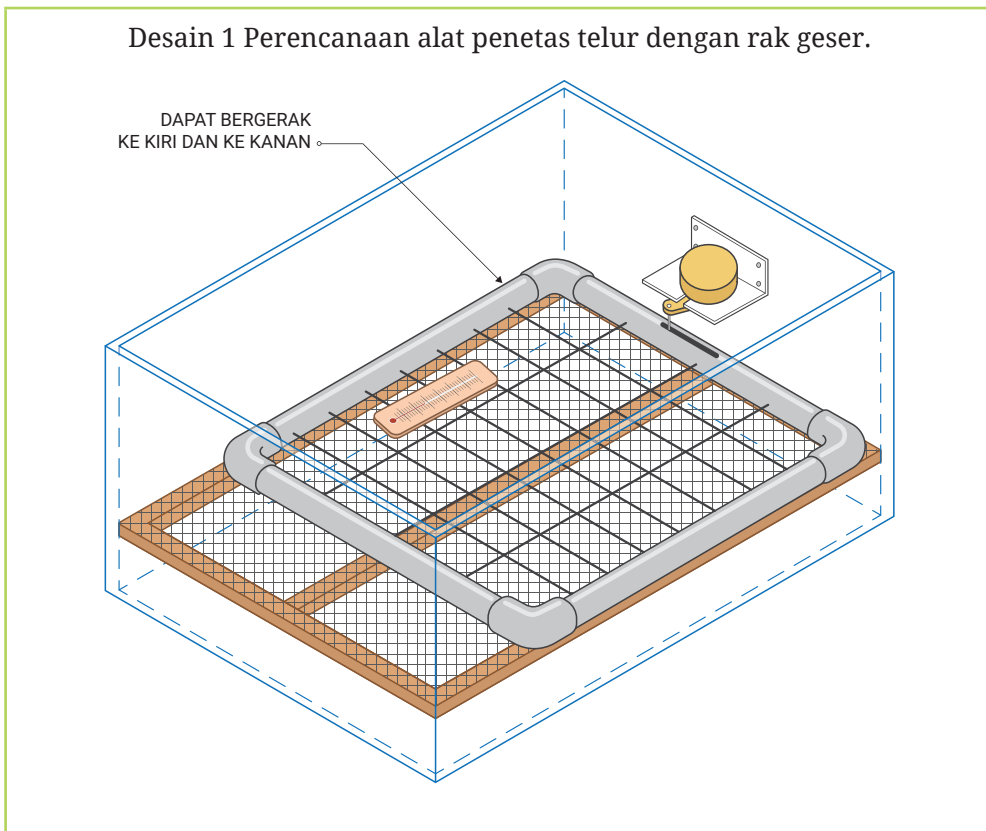 Desain 1 Perencanaan alat penetas telur dengan rak geser.
DAPAT BERGERAK
KE KIRI DAN KE KANAN